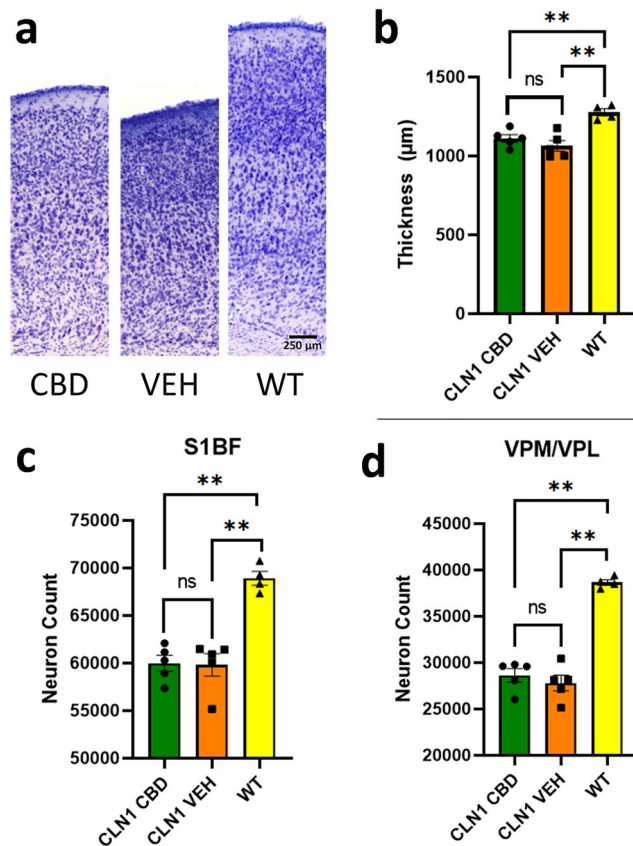 a
250 µm
CBD VEH WT
b
**
**
ns
1500
1000
500
0
Thickness (µm)
CLN1 CBD
CLN1 VEH
WT
c
S1BF
**
**
ns
75000
70000
65000
60000
55000
50000
Neuron Count
CLN1 CBD
CLN1 VEH
WT
d
VPM/VPL
**
**
ns
45000
40000
35000
30000
25000
20000
Neuron Count
CLN1 CBD
CLN1 VEH
WT